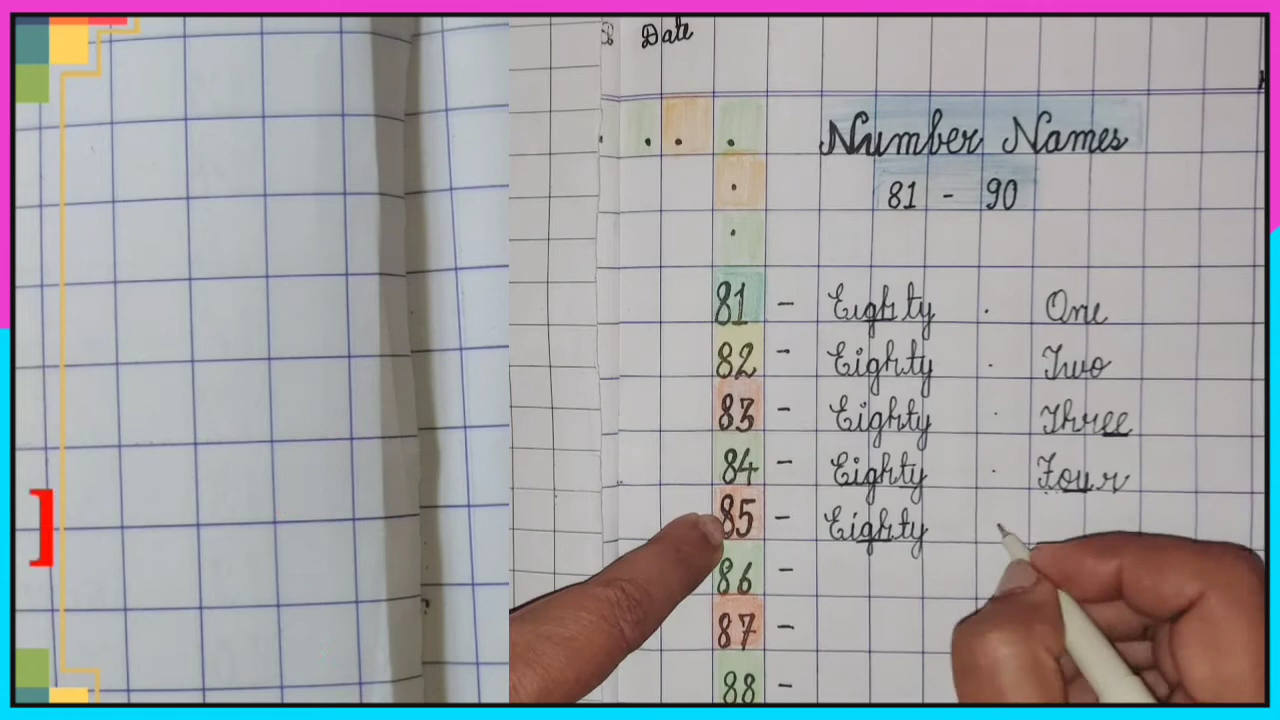 Date
Number Names
81 - 90
81 - Eighty . One
82 - Eighty . Two
83 - Eighty . Three
84 - Eighty . Four
85 - Eighty
86 -
87 -
88 -
]